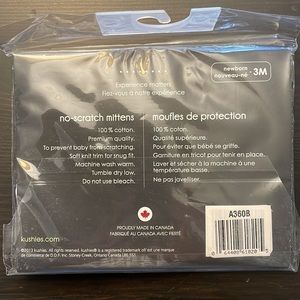 Experience matters
Fiez-vous à notre expérience
newborn
nouveau-né - 3M
no-scratch mittens
100% cotton.
Premium quality.
To prevent baby from scratching.
Soft knit trim for snug fit.
Machine wash warm.
Tumble dry low.
Do not use bleach.
moufles de protection
100% coton.
Qualité supérieure.
Pour éviter que bébé se griffe.
Garniture en tricot pour tenir en place.
Laver et sécher à la machine à
température basse.
Ne pas javelliser.
PROUDLY MADE IN CANADA
FABRIQUÉ AU CANADA AVEC FIERTÉ
A360B
kushies.com